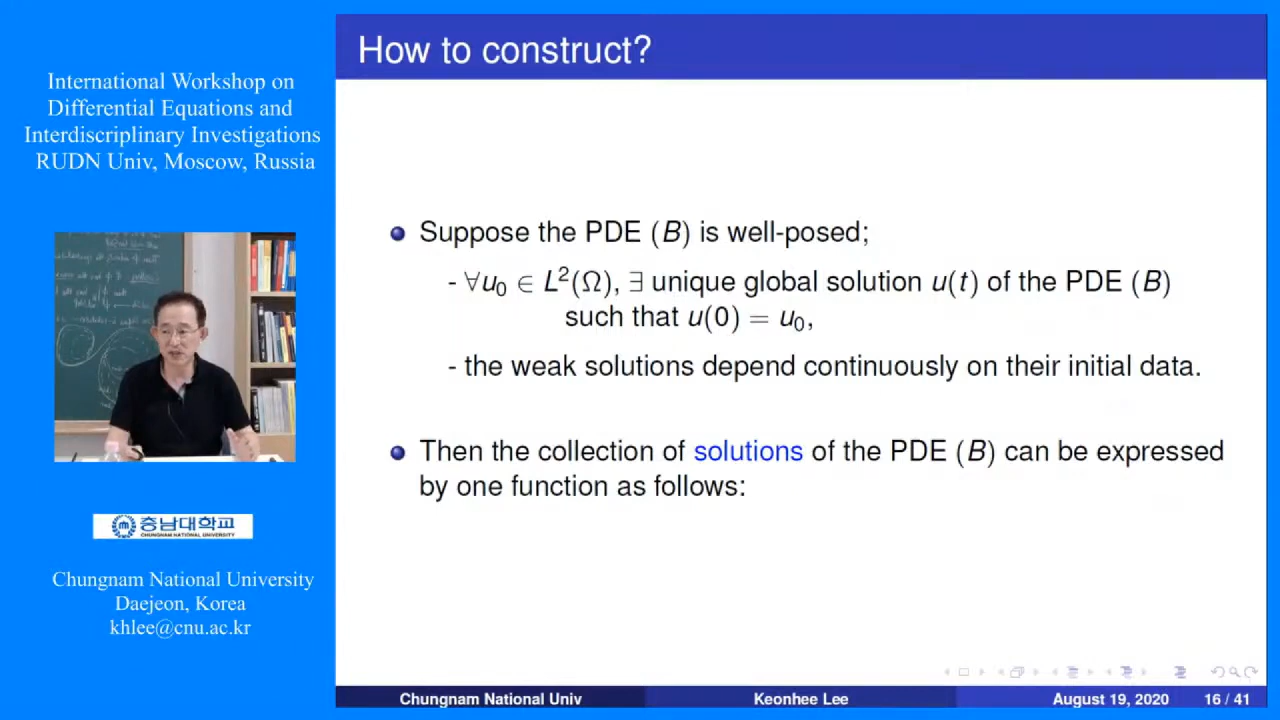 International Workshop on
Differential Equations and
Interdisciplinary Investigations
RUDN Univ, Moscow, Russia
충남대학교
CHUNGNAM NATIONAL UNIVERSITY
Chungnam National University
Daejeon, Korea
khlee@cnu.ac.kr
How to construct?
Suppose the PDE (B) is well-posed;
- ∀u₀ ∈ L²(Ω), ∃ unique global solution u(t) of the PDE (B)
such that u(0) = u₀,
- the weak solutions depend continuously on their initial data.
Then the collection of solutions of the PDE (B) can be expressed
by one function as follows:
Chungnam National Univ
Keonhee Lee
August 19, 2020
16 / 41